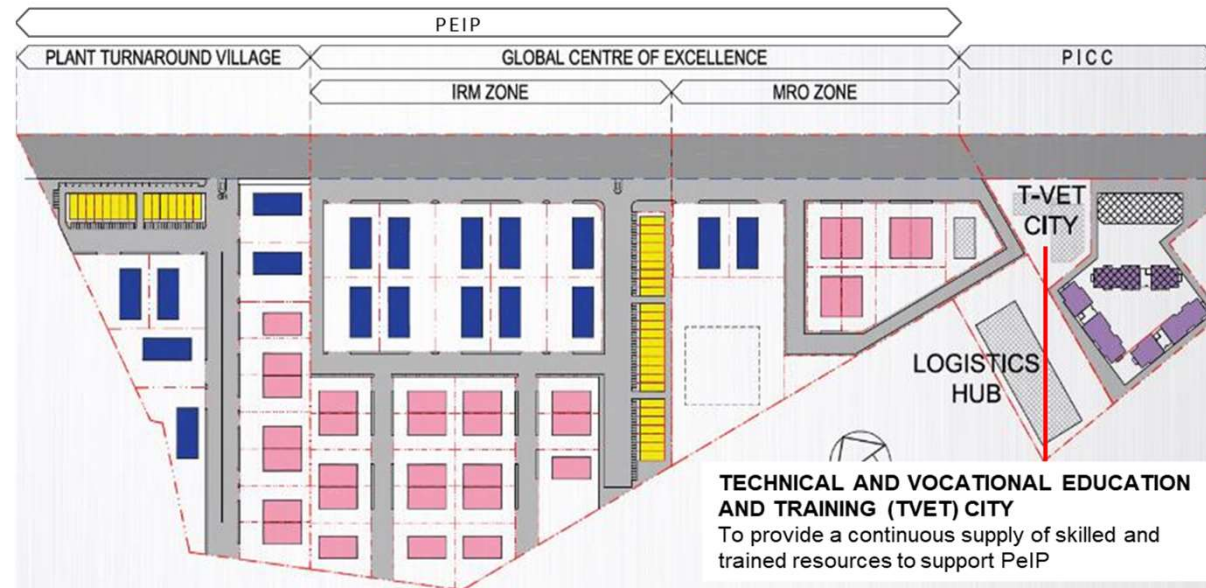 PEIP
PLANT TURNAROUND VILLAGE
GLOBAL CENTRE OF EXCELLENCE
PICC
IRM ZONE
MRO ZONE
T-VET
CITY
LOGISTICS
HUB
TECHNICAL AND VOCATIONAL EDUCATION
AND TRAINING (TVET) CITY
To provide a continuous supply of skilled and
trained resources to support PeIP